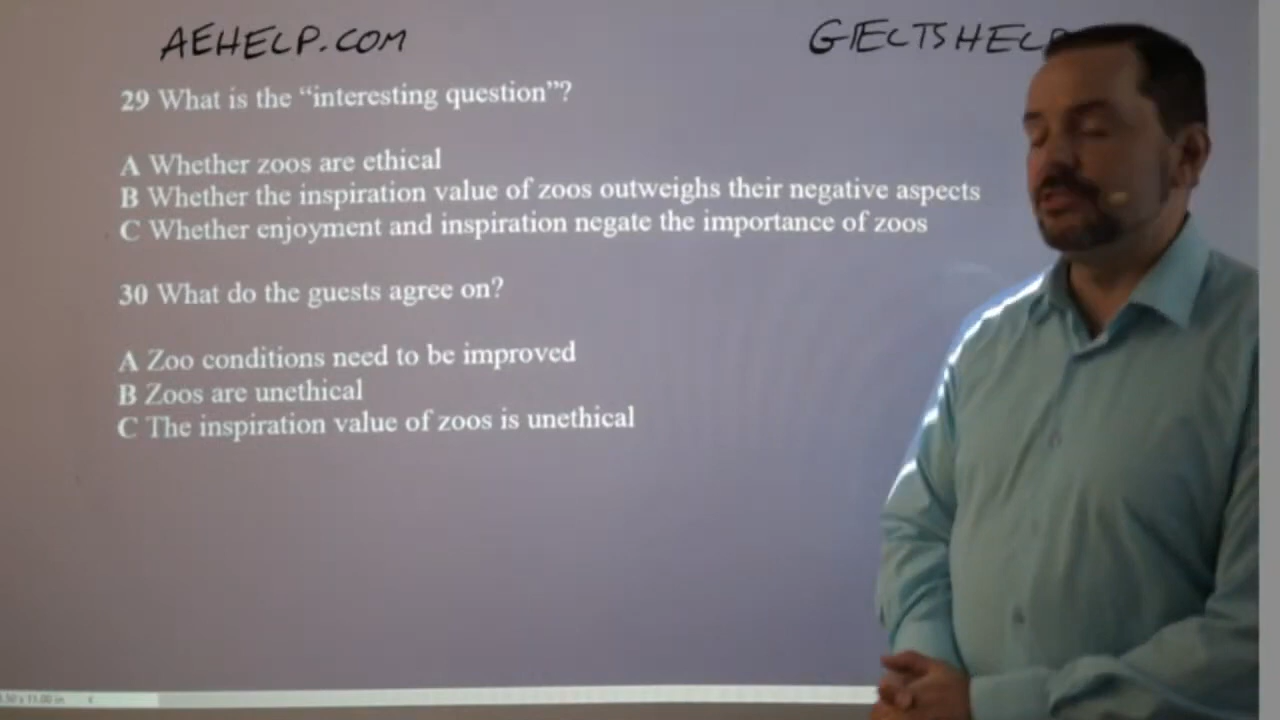 AEHELP.COM
GIELTSHELP
29 What is the “interesting question”?
A Whether zoos are ethical
B Whether the inspiration value of zoos outweighs their negative aspects
C Whether enjoyment and inspiration negate the importance of zoos
30 What do the guests agree on?
A Zoo conditions need to be improved
B Zoos are unethical
C The inspiration value of zoos is unethical